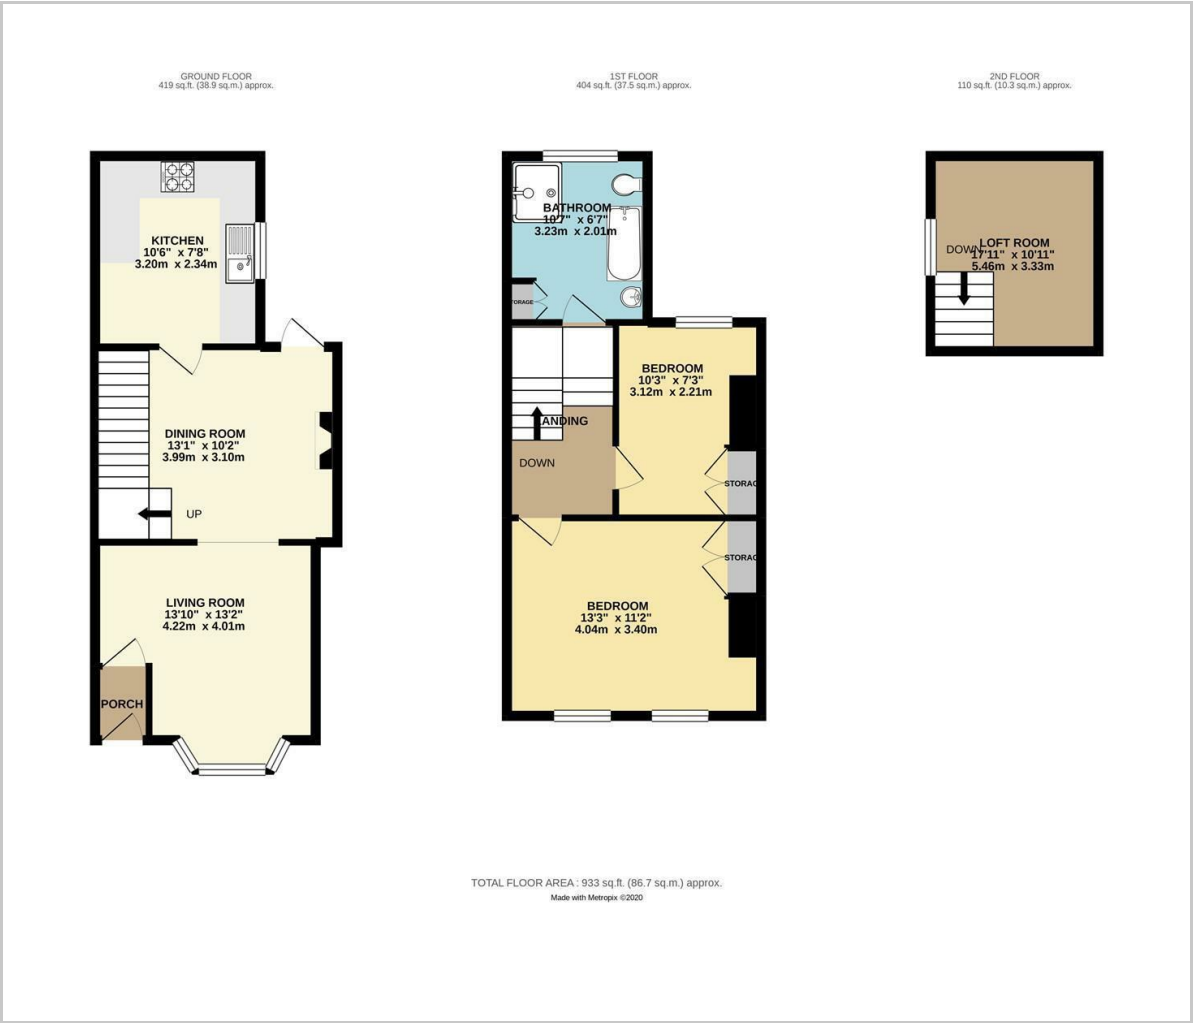 GROUND FLOOR
419 sq.ft. (38.9 sq.m.) approx.
1ST FLOOR
404 sq.ft. (37.5 sq.m.) approx.
2ND FLOOR
110 sq.ft. (10.3 sq.m.) approx.
KITCHEN
10'6" x 7'8"
3.20m x 2.34m
DINING ROOM
13'1" x 10'2"
3.99m x 3.10m
UP
LIVING ROOM
13'10" x 13'2"
4.22m x 4.01m
PORCH
BATHROOM
10'7" x 6'7"
3.23m x 2.01m
TORAGE
BEDROOM
10'3" x 7'3"
3.12m x 2.21m
LANDING
DOWN
STORAG
STORAG
BEDROOM
13'3" x 11'2"
4.04m x 3.40m
DOWN
LOFT ROOM
17'11" x 10'11"
5.46m x 3.33m
TOTAL FLOOR AREA : 933 sq.ft. (86.7 sq.m.) approx.
Made with Metropix ©2020